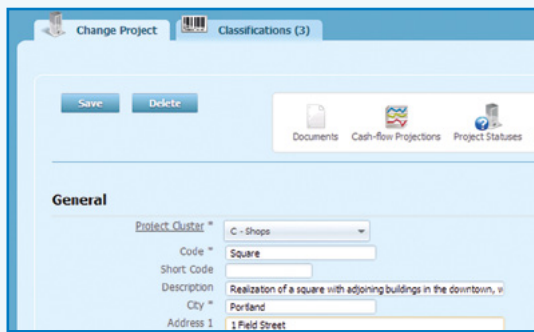 Change Project Classifications (3)
Save Delete
Documents Cash-flow Projections Project Statuses
General
Project Cluster * C - Shops
Code * Square
Short Code
Description Realization of a square with adjoining buildings in the downtown, w
City * Portland
Address 1 1 Field Street